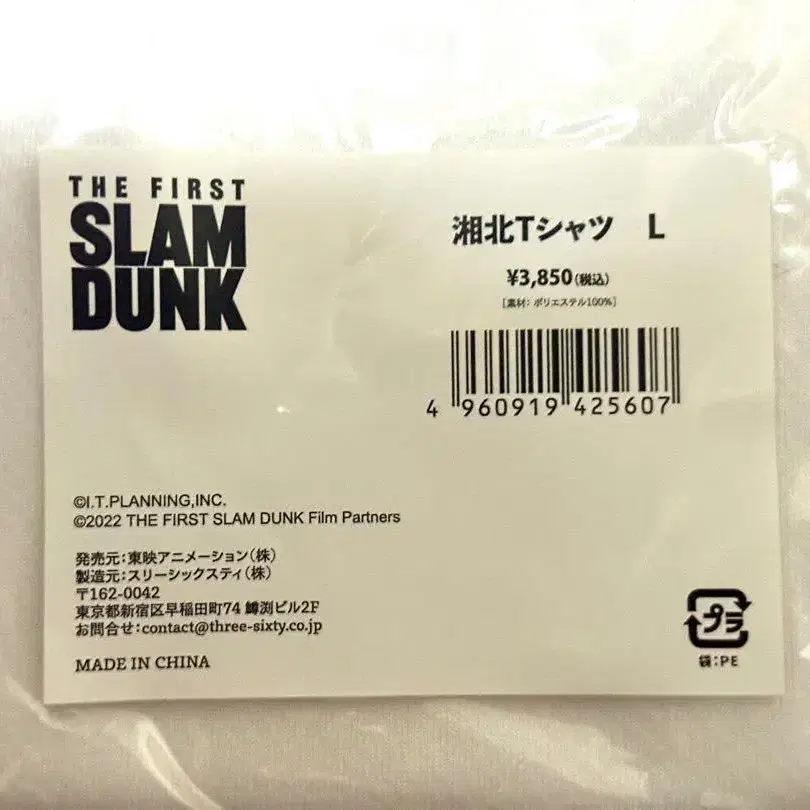 THE FIRST
SLAM
DUNK
湘北Tシャツ L
¥3,850(税込)
[素材: ポリエステル100%]
4 960919 425607
©I.T.PLANNING,INC.
©2022 THE FIRST SLAM DUNK Film Partners
発売元:東映アニメーション(株)
製造元:スリーシックスティ(株)
〒162-0042
東京都新宿区早稲田町74 鱒渕ビル2F
お問合せ:contact@three-sixty.co.jp
MADE IN CHINA
プラ
袋:PE